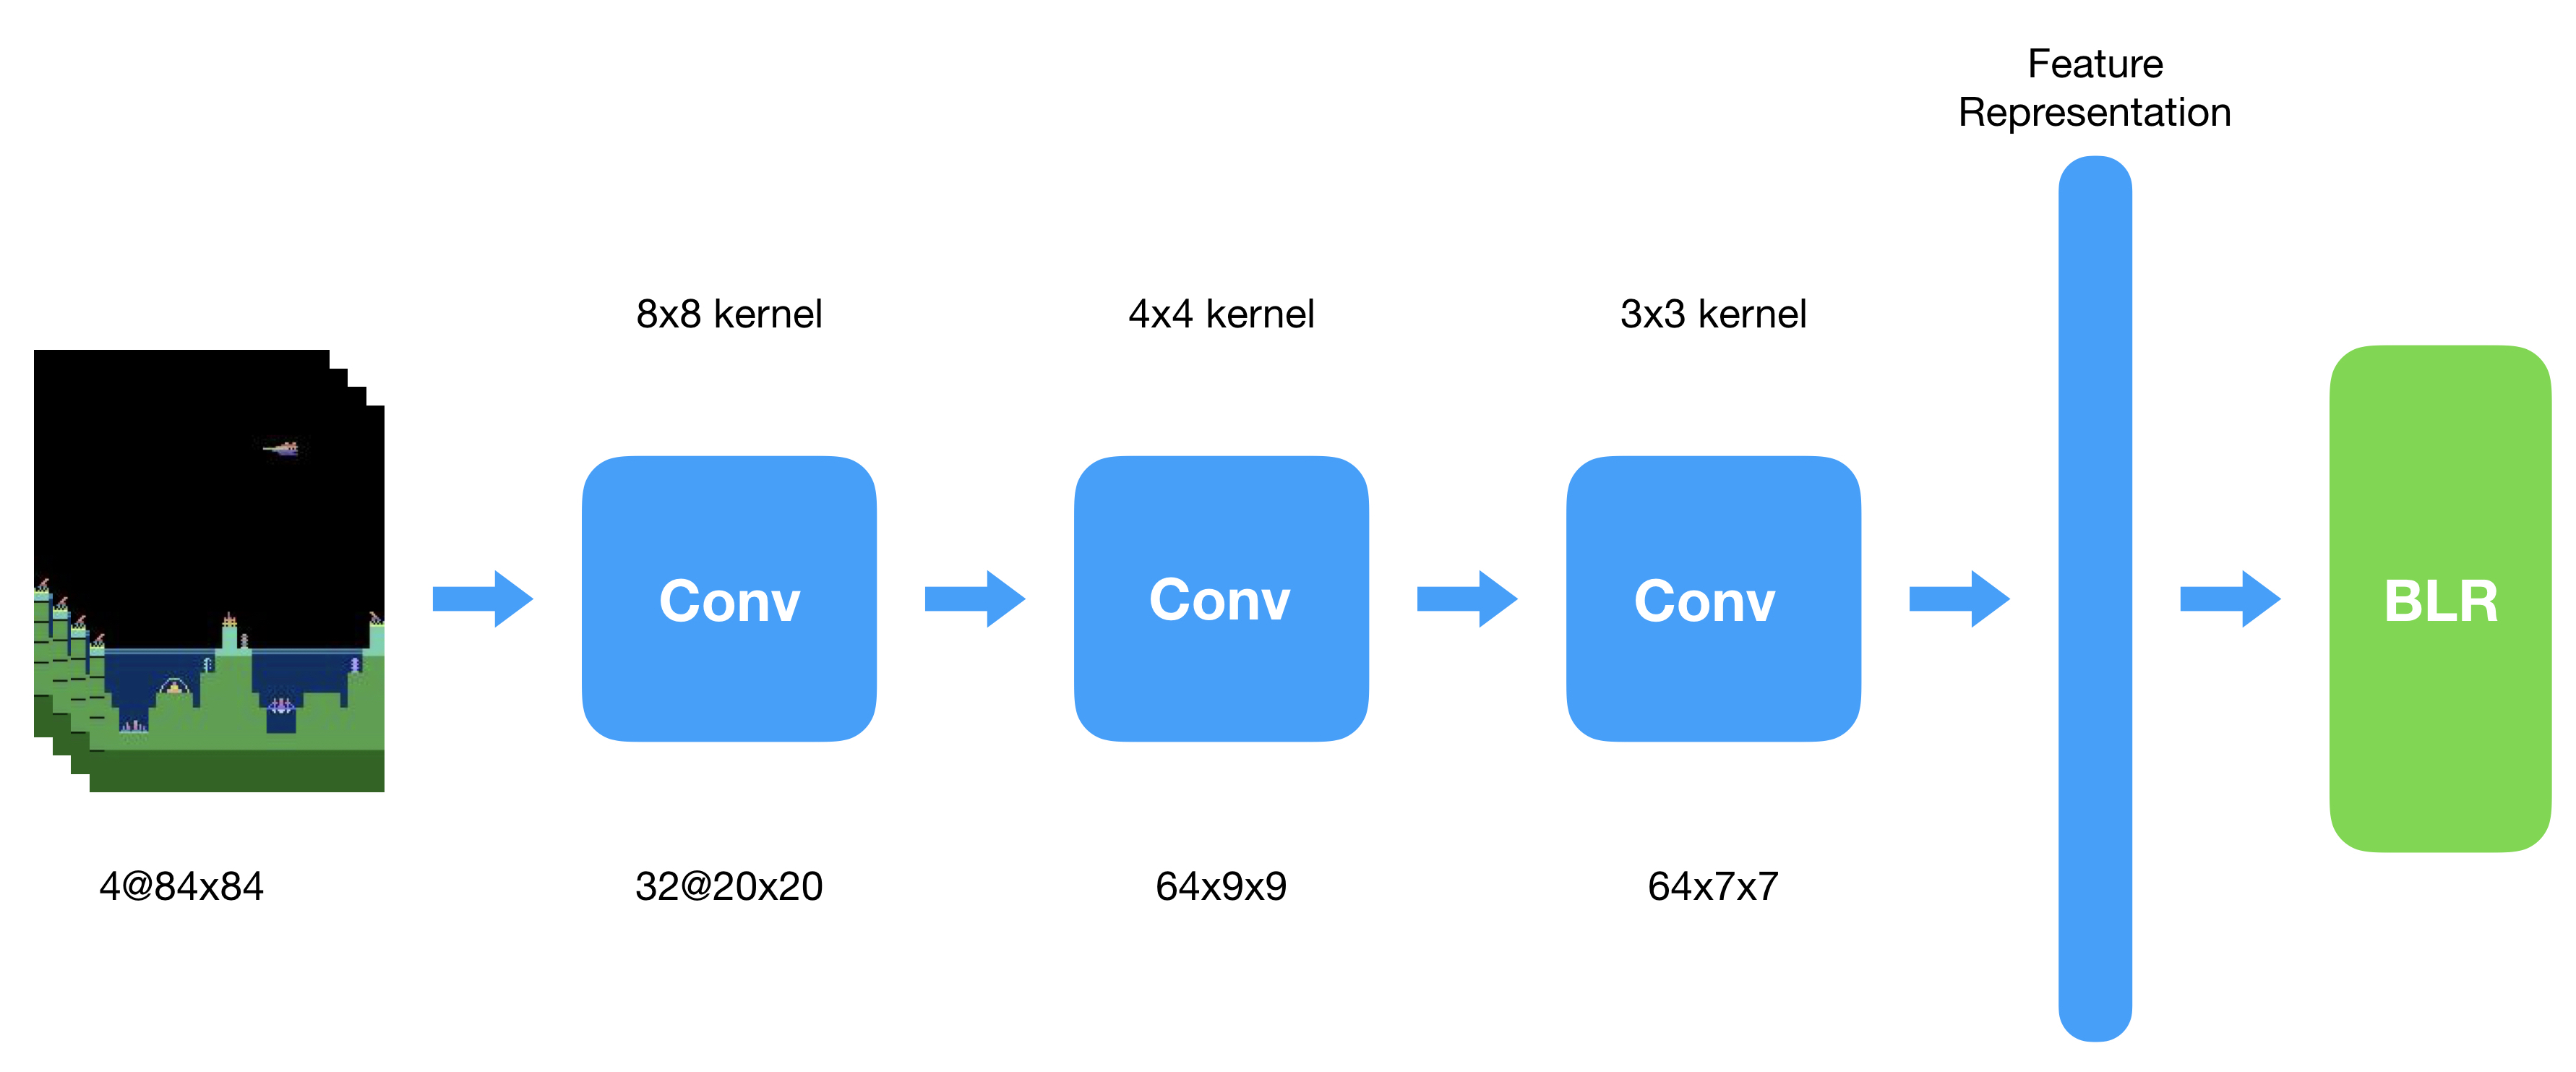 Feature
Representation
8x8 kernel
4x4 kernel
3x3 kernel
Conv
Conv
Conv
BLR
4@84x84
32@20x20
64x9x9
64x7x7